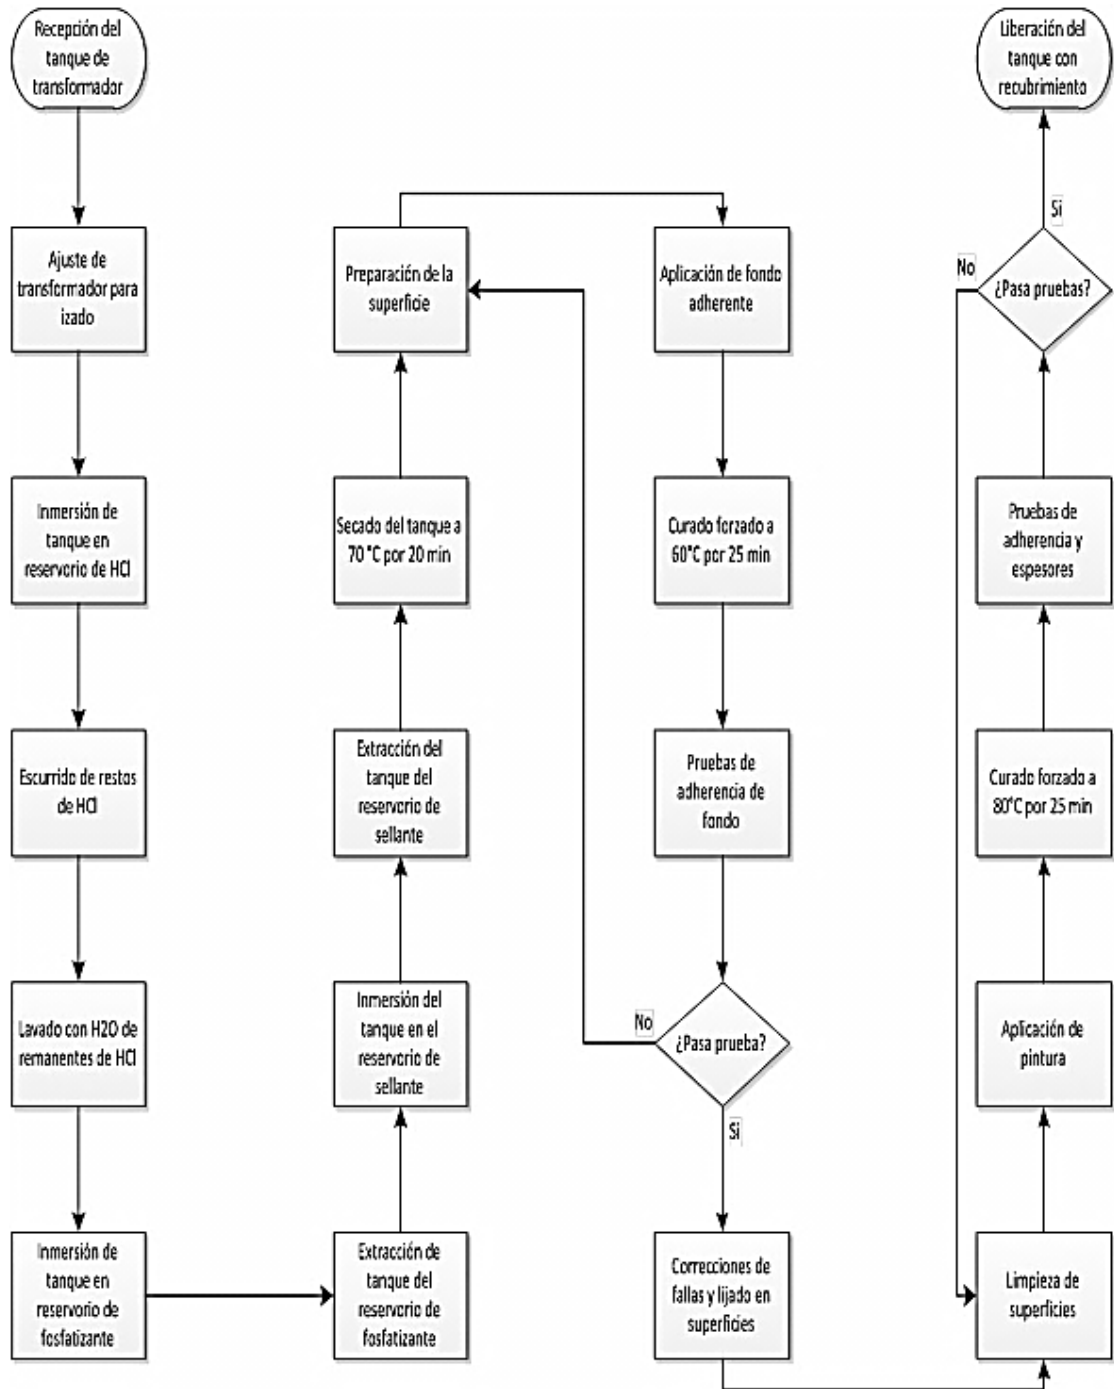 Recepción del
tanque de
transformador
Ajuste de
transformador para
izado
Inmersión de
tanque en
reservorio de HCl
Escurrido de restos
de HCl
Lavado con H2O de
remanentes de HCl
Inmersión de
tanque en
reservorio de
fosfatizante
Extracción de
tanque del
reservorio de
fosfatizante
Inmersión del
tanque en el
reservorio de
sellante
Extracción del
tanque del
reservorio de
sellante
Secado del tanque a
70 °C por 20 min
Preparación de la
superficie
Aplicación de fondo
adherente
Curado forzado a
60°C por 25 min
Pruebas de
adherencia de
fondo
¿Pasa prueba?
No
Si
Correcciones de
fallas y lijado en
superficies
Limpieza de
superficies
Aplicación de
pintura
Curado forzado a
80°C por 25 min
Pruebas de
adherencia y
espesores
¿Pasa pruebas?
No
Si
Liberación del
tanque con
recubrimiento